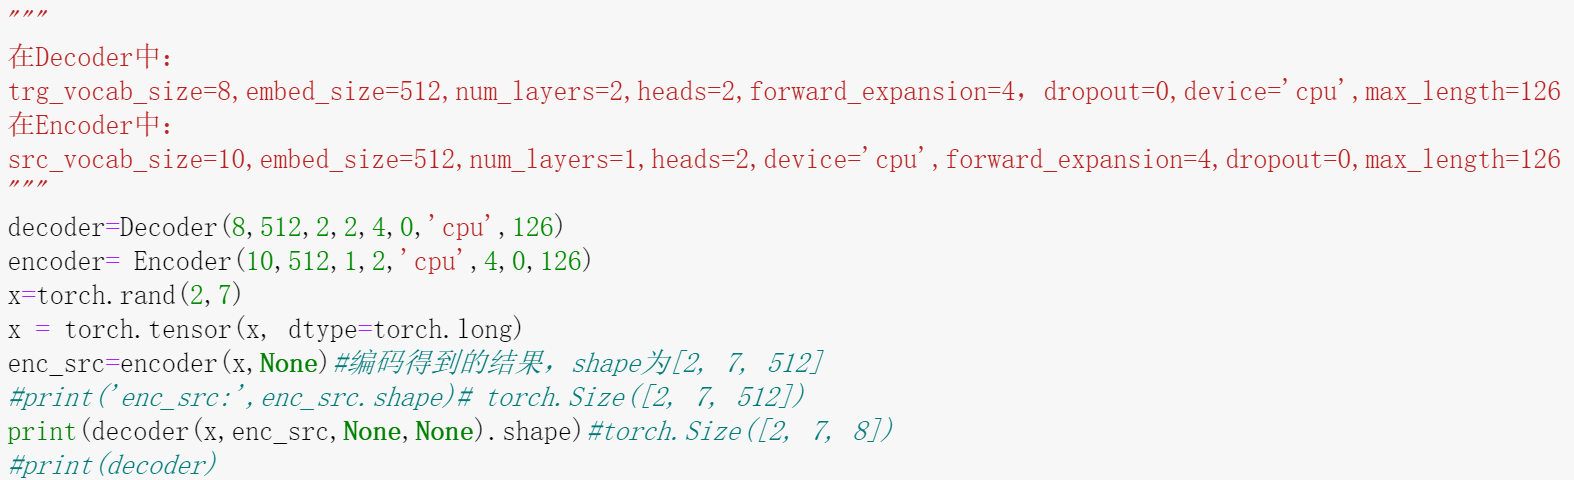 """
在Decoder中：
trg_vocab_size=8,embed_size=512,num_layers=2,heads=2,forward_expansion=4，dropout=0,device='cpu',max_length=126
在Encoder中：
src_vocab_size=10,embed_size=512,num_layers=1,heads=2,device='cpu',forward_expansion=4,dropout=0,max_length=126
"""
decoder=Decoder(8,512,2,2,4,0,'cpu',126)
encoder= Encoder(10,512,1,2,'cpu',4,0,126)
x=torch.rand(2,7)
x = torch.tensor(x, dtype=torch.long)
enc_src=encoder(x,None)#编码得到的结果，shape为[2, 7, 512]
#print('enc_src:',enc_src.shape)# torch.Size([2, 7, 512])
print(decoder(x,enc_src,None,None).shape)#torch.Size([2, 7, 8])
#print(decoder)